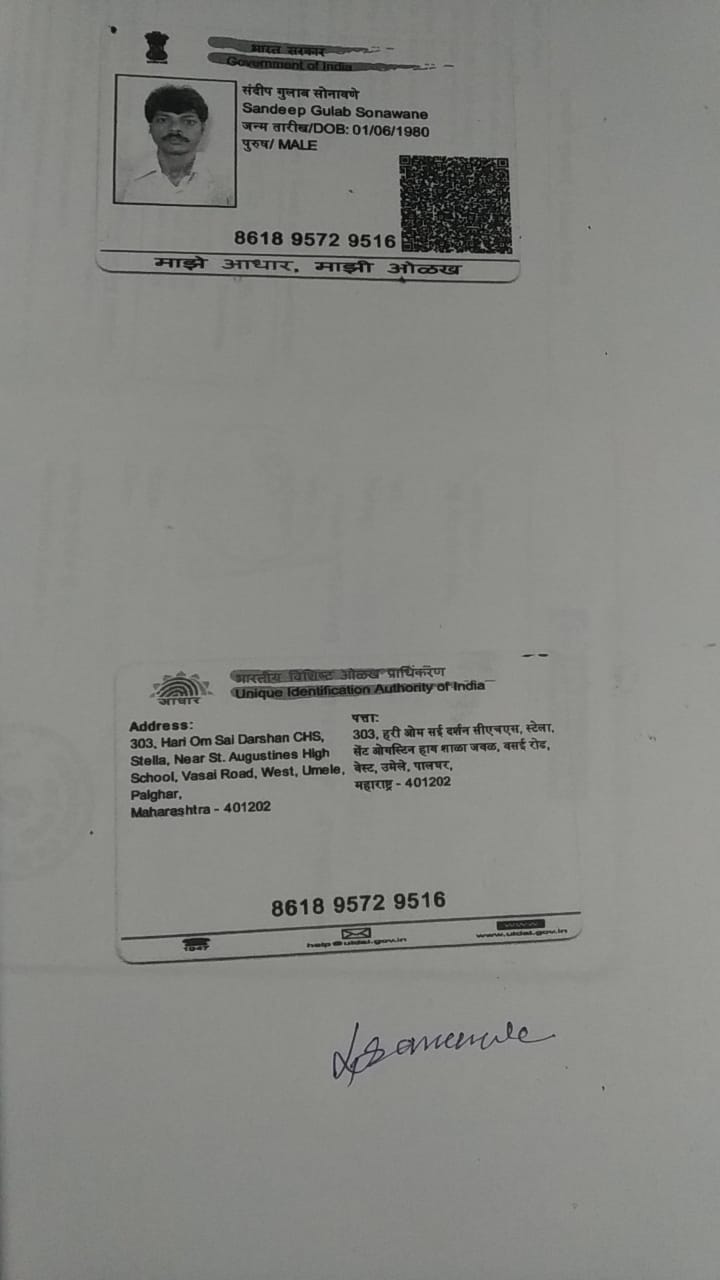 भारत सरकार
Government of India
संदीप गुलाब सोनावणे
Sandeep Gulab Sonawane
जन्म तारीख/DOB: 01/06/1980
पुरुष/ MALE
8618 9572 9516
माझे आधार, माझी ओळख
भारतीय विशिष्ट ओळख प्राधिकरण
Unique Identification Authority of India
आधार
Address:
303, Hari Om Sai Darshan CHS,
Stella, Near St. Augustines High
School, Vasai Road, West, Umele,
Palghar,
Maharashtra - 401202
पत्ता:
303, हरी ओम सई दर्शन सीएचएस, स्टेला,
सेंट ओगस्टिन हाय शाळा जवळ, वसई रोड,
वेस्ट, उमेले, पालघर,
महाराष्ट्र - 401202
8618 9572 9516
1947
help@uidai.gov.in
www
www.uidai.gov.in